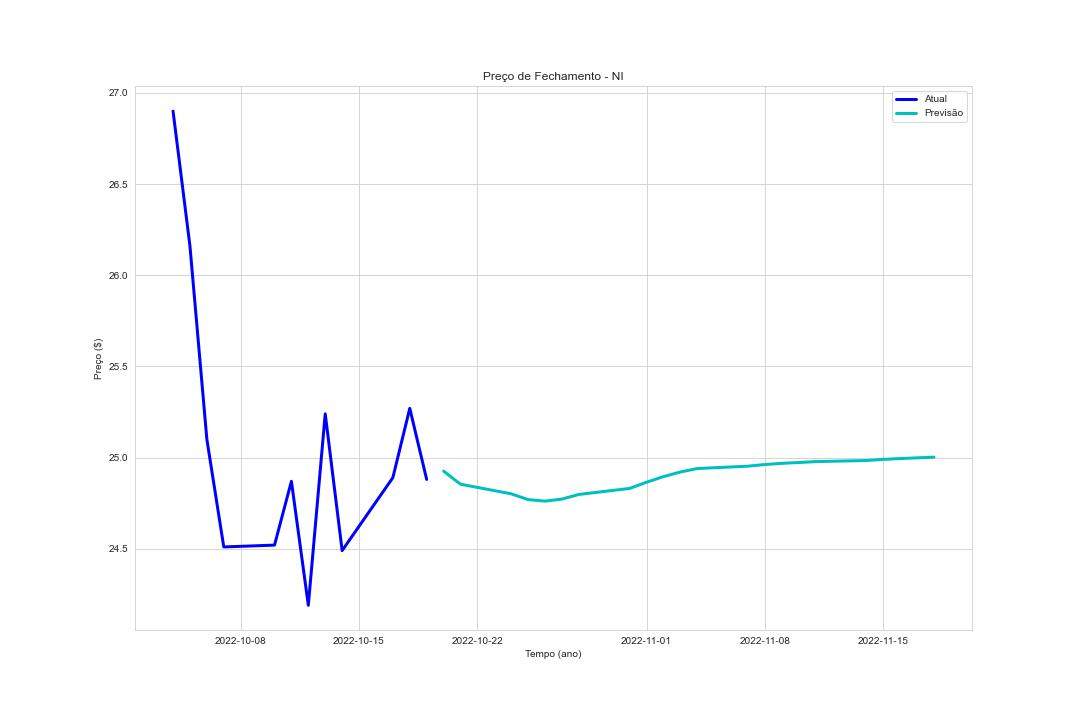 Preço de Fechamento - NI
Atual
Previsão
27.0
26.5
26.0
25.5
25.0
24.5
Preço ($)
2022-10-08
2022-10-15
2022-10-22
2022-11-01
2022-11-08
2022-11-15
Tempo (ano)